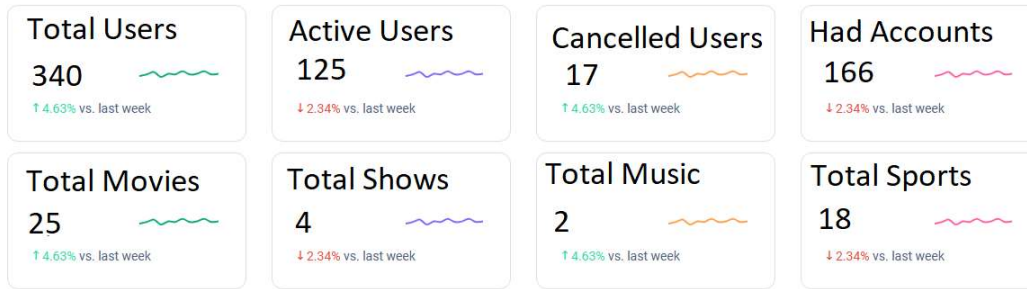 Total Users
340
↑4.63% vs. last week
Active Users
125
↓2.34% vs. last week
Cancelled Users
17
↑4.63% vs. last week
Had Accounts
166
↓2.34% vs. last week
Total Movies
25
↑4.63% vs. last week
Total Shows
4
↓2.34% vs. last week
Total Music
2
↑4.63% vs. last week
Total Sports
18
↓2.34% vs. last week